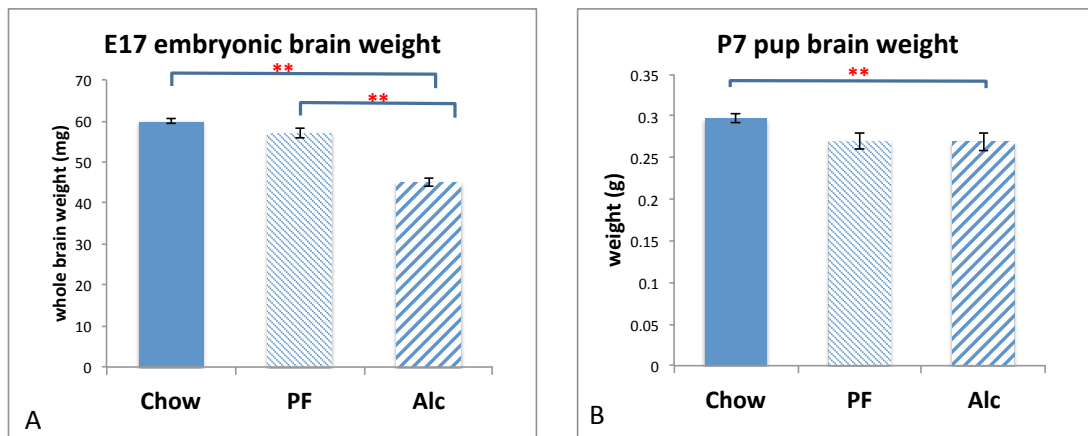 E17 embryonic brain weight
**
**
whole brain weight (mg)
70
60
50
40
30
20
10
0
Chow PF Alc
A
P7 pup brain weight
**
weight (g)
0.35
0.3
0.25
0.2
0.15
0.1
0.05
0
Chow PF Alc
B